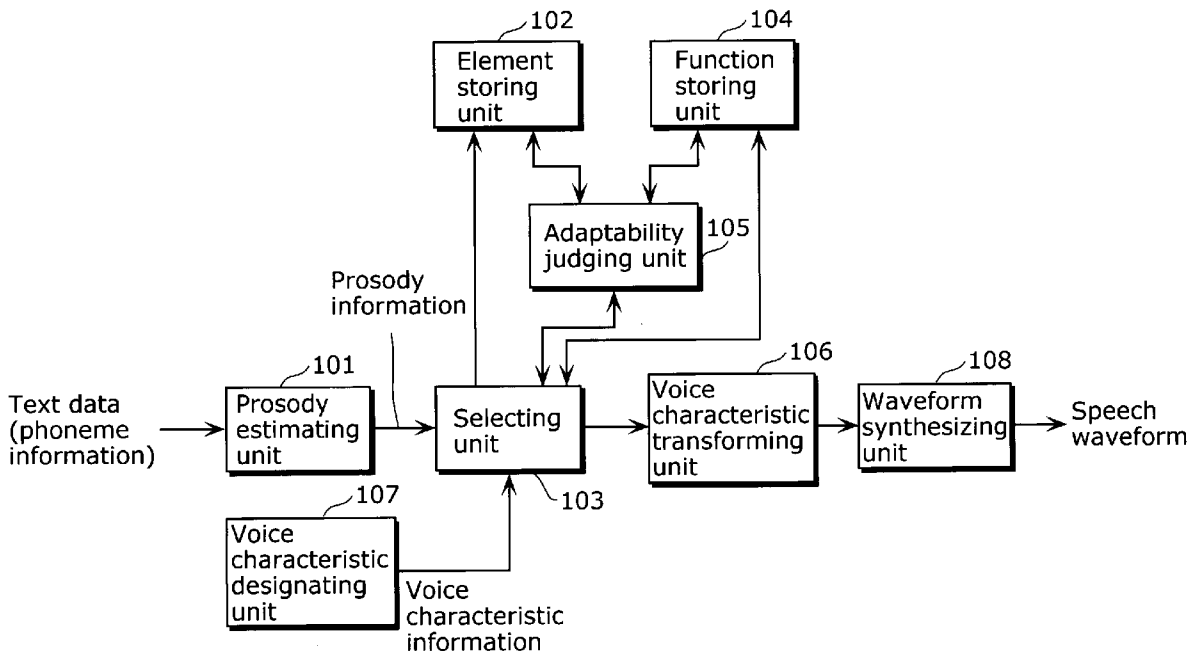 102
Element
storing
unit
104
Function
storing
unit
Adaptability
judging unit
105
Prosody
information
101
Prosody
estimating
unit
Text data
(phoneme
information)
Selecting
unit
103
106
Voice
characteristic
transforming
unit
108
Waveform
synthesizing
unit
Speech
waveform
107
Voice
characteristic
designating
unit
Voice
characteristic
information